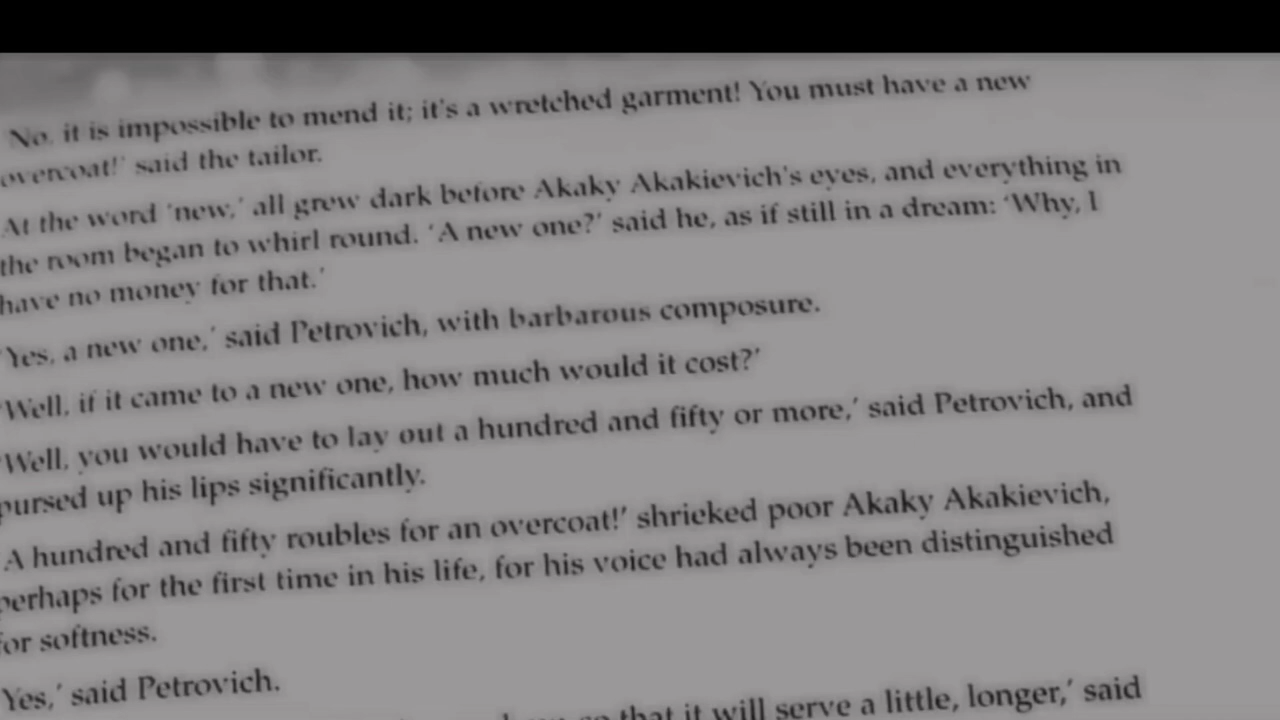 No, it is impossible to mend it; it's a wretched garment! You must have a new
overcoat!' said the tailor.
At the word 'new,' all grew dark before Akaky Akakievich's eyes, and everything in
the room began to whirl round. 'A new one?' said he, as if still in a dream: 'Why, I
have no money for that.'
'Yes, a new one,' said Petrovich, with barbarous composure.
'Well, if it came to a new one, how much would it cost?'
'Well, you would have to lay out a hundred and fifty or more,' said Petrovich, and
pursed up his lips significantly.
'A hundred and fifty roubles for an overcoat!' shrieked poor Akaky Akakievich,
perhaps for the first time in his life, for his voice had always been distinguished
for softness.
Yes,' said Petrovich.
so that it will serve a little, longer,' said